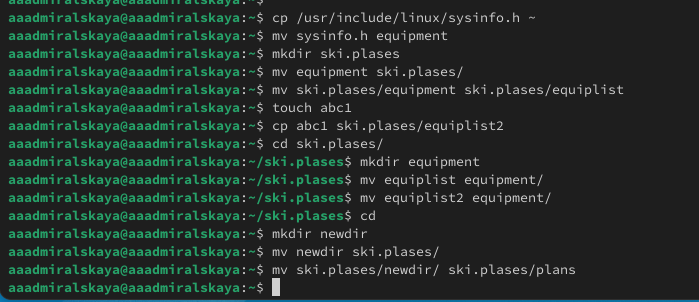 aaadmiralskaya@aaadmiralskaya:~$ cp /usr/include/linux/sysinfo.h ~
aaadmiralskaya@aaadmiralskaya:~$ mv sysinfo.h equipment
aaadmiralskaya@aaadmiralskaya:~$ mkdir ski.plases
aaadmiralskaya@aaadmiralskaya:~$ mv equipment ski.plases/
aaadmiralskaya@aaadmiralskaya:~$ mv ski.plases/equipment ski.plases/equiplist
aaadmiralskaya@aaadmiralskaya:~$ touch abc1
aaadmiralskaya@aaadmiralskaya:~$ cp abc1 ski.plases/equiplist2
aaadmiralskaya@aaadmiralskaya:~$ cd ski.plases/
aaadmiralskaya@aaadmiralskaya:~/ski.plases$ mkdir equipment
aaadmiralskaya@aaadmiralskaya:~/ski.plases$ mv equiplist equipment/
aaadmiralskaya@aaadmiralskaya:~/ski.plases$ mv equiplist2 equipment/
aaadmiralskaya@aaadmiralskaya:~/ski.plases$ cd
aaadmiralskaya@aaadmiralskaya:~$ mkdir newdir
aaadmiralskaya@aaadmiralskaya:~$ mv newdir ski.plases/
aaadmiralskaya@aaadmiralskaya:~$ mv ski.plases/newdir/ ski.plases/plans
aaadmiralskaya@aaadmiralskaya:~$